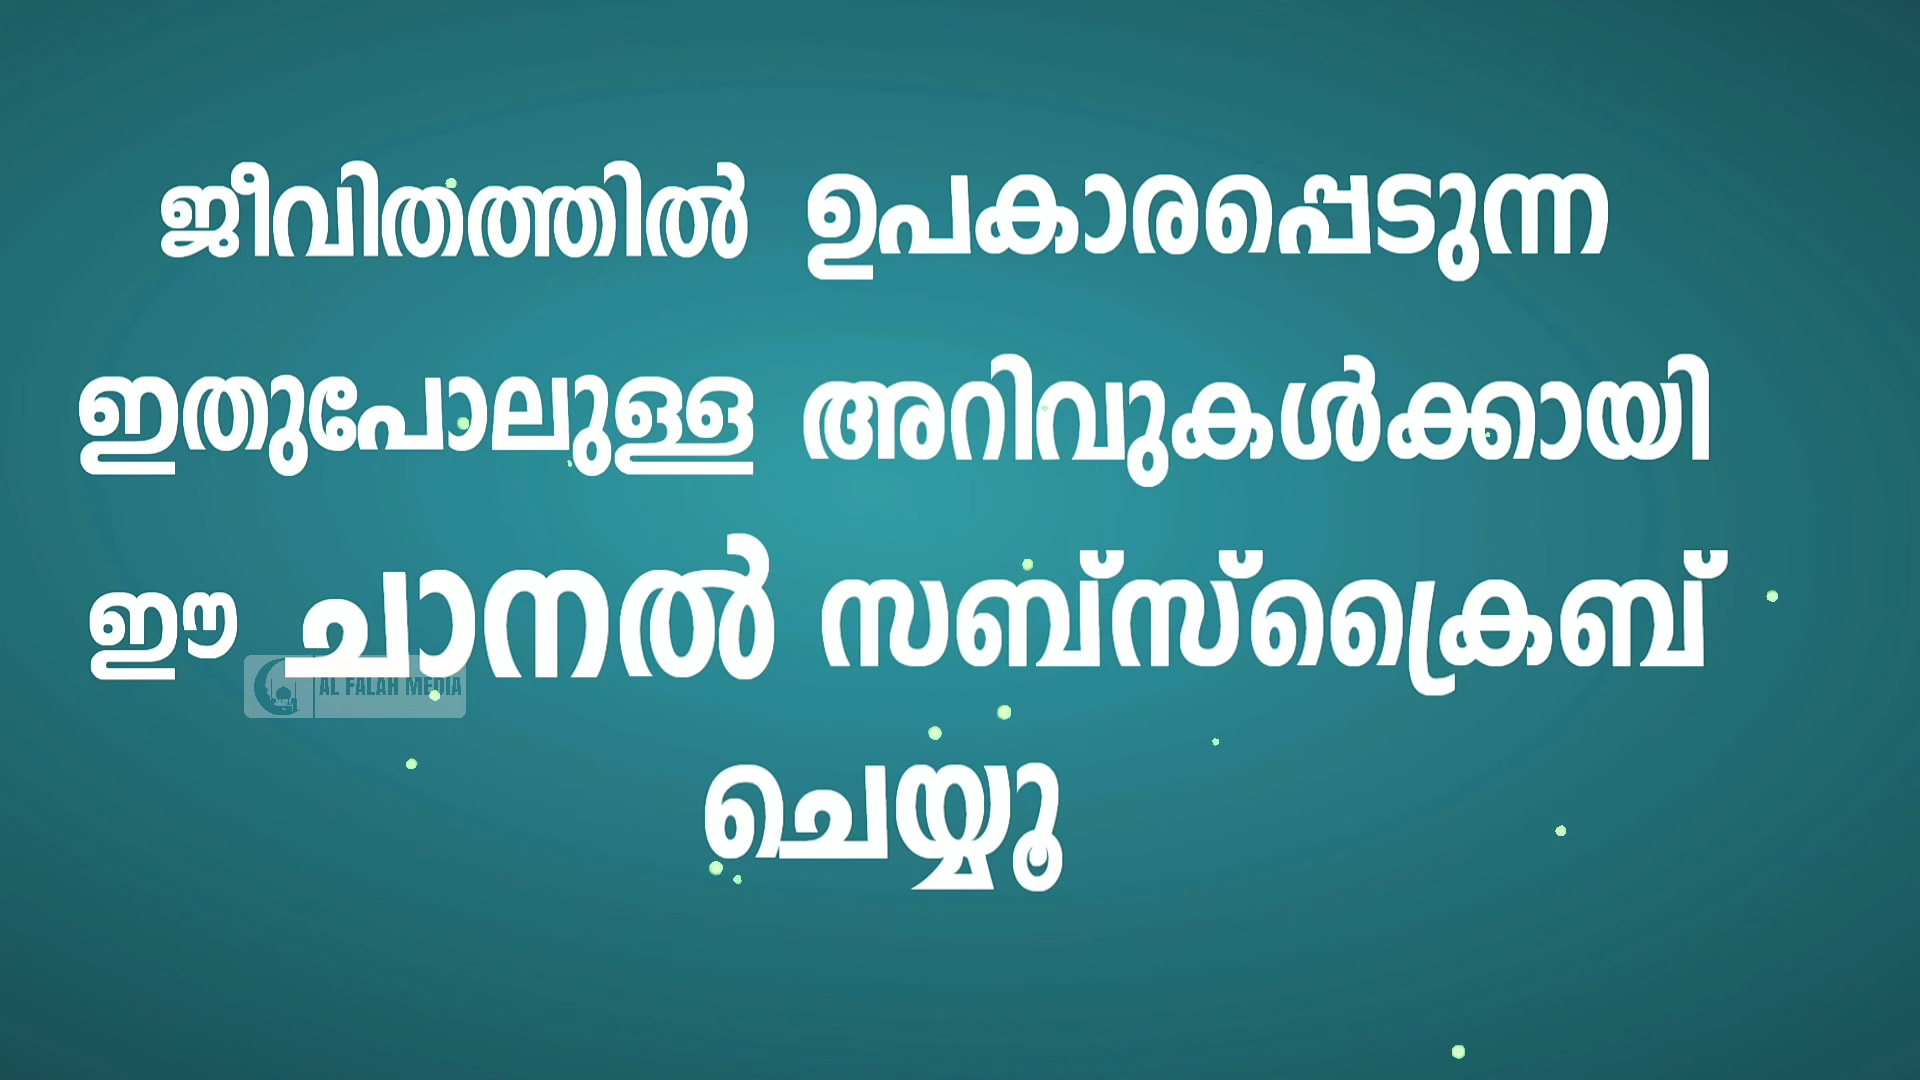 ജീവിതത്തിൽ ഉപകാരപ്പെടുന്ന
ഇതുപോലുള്ള അറിവുകൾക്കായി
ഈ ചാനൽ സബ്സ്ക്രൈബ്
AL FALAH MEDIA
ചെയ്യൂ